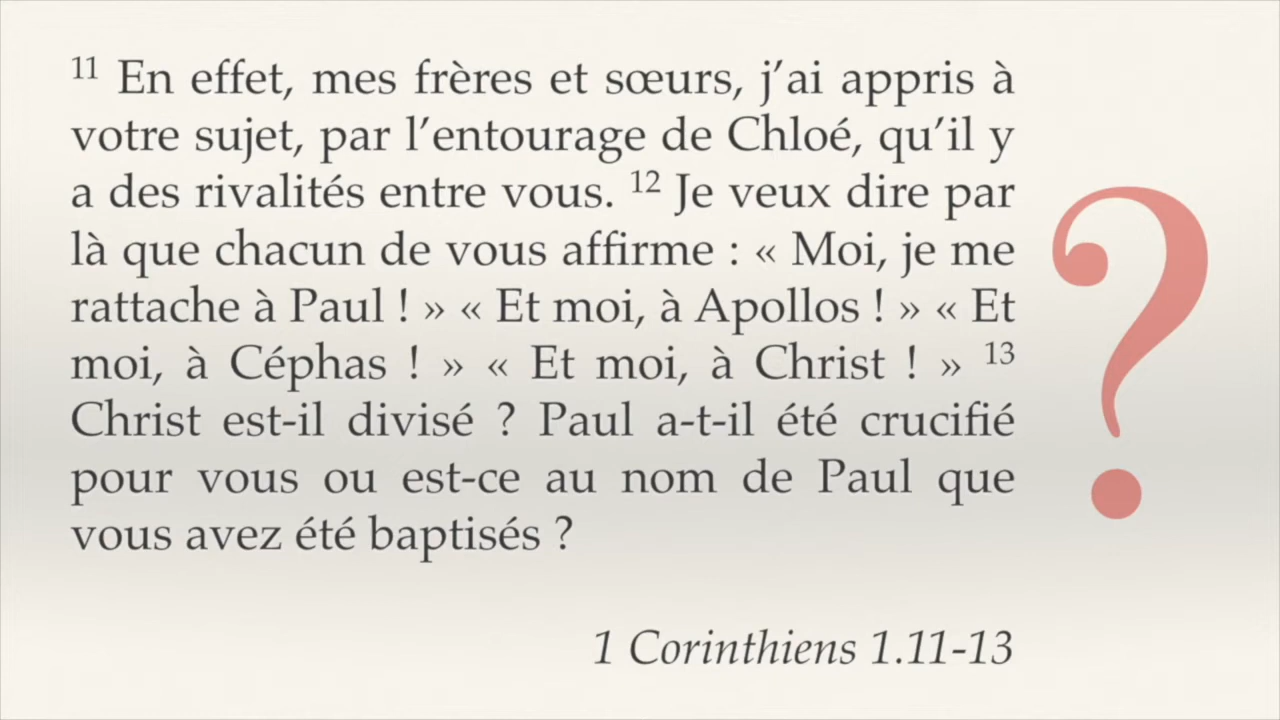 11 En effet, mes frères et sœurs, j’ai appris à
votre sujet, par l’entourage de Chloé, qu’il y
a des rivalités entre vous. 12 Je veux dire par
là que chacun de vous affirme : « Moi, je me
rattache à Paul ! » « Et moi, à Apollos ! » « Et
moi, à Céphas ! » « Et moi, à Christ ! » 13
Christ est-il divisé ? Paul a-t-il été crucifié
pour vous ou est-ce au nom de Paul que
vous avez été baptisés ?
?
1 Corinthiens 1.11-13